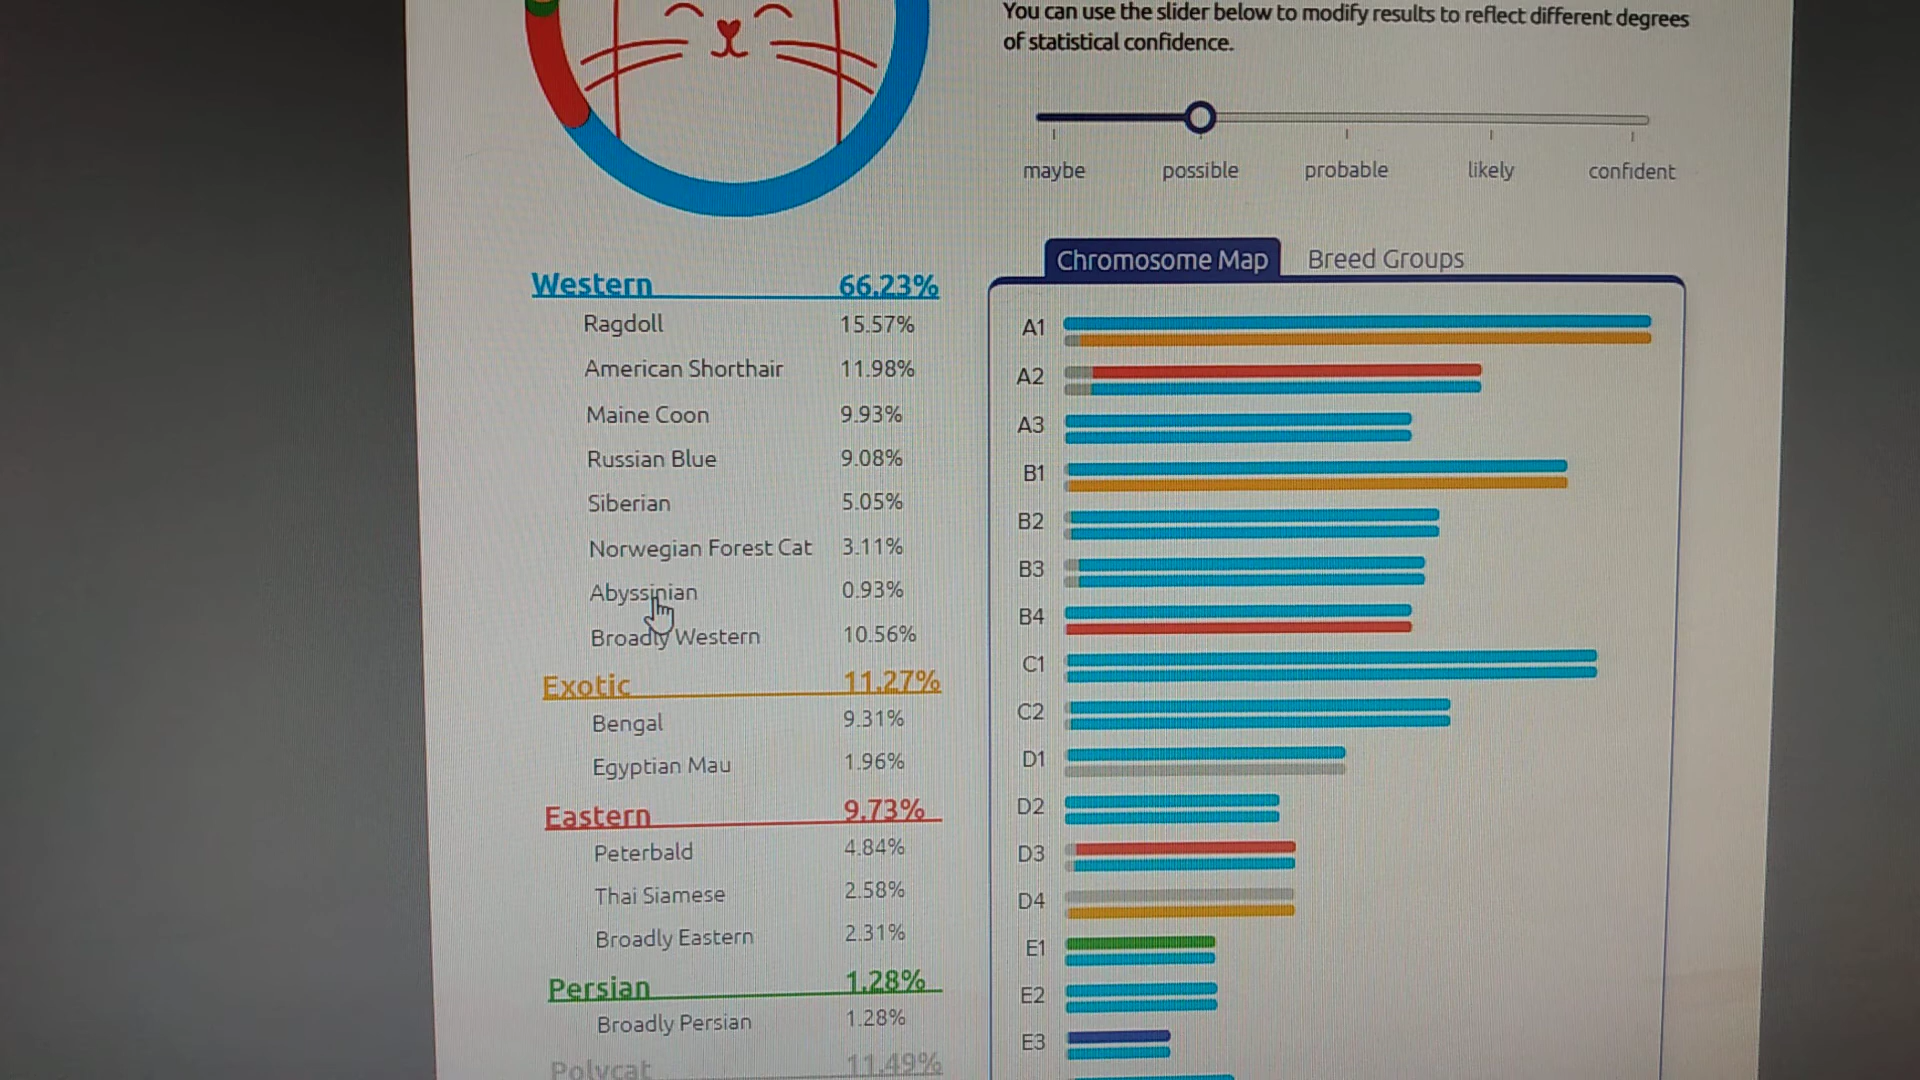 You can use the slider below to modify results to reflect different degrees
of statistical confidence.
maybe possible probable likely confident
Western 66.23%
Ragdoll 15.57%
American Shorthair 11.98%
Maine Coon 9.93%
Russian Blue 9.08%
Siberian 5.05%
Norwegian Forest Cat 3.11%
Abyssinian 0.93%
Broadly Western 10.56%
Exotic 11.27%
Bengal 9.31%
Egyptian Mau 1.96%
Eastern 9.73%
Peterbald 4.84%
Thai Siamese 2.58%
Broadly Eastern 2.31%
Persian 1.28%
Broadly Persian 1.28%
Polycat 11.49%
Chromosome Map Breed Groups
A1
A2
A3
B1
B2
B3
B4
C1
C2
D1
D2
D3
D4
E1
E2
E3